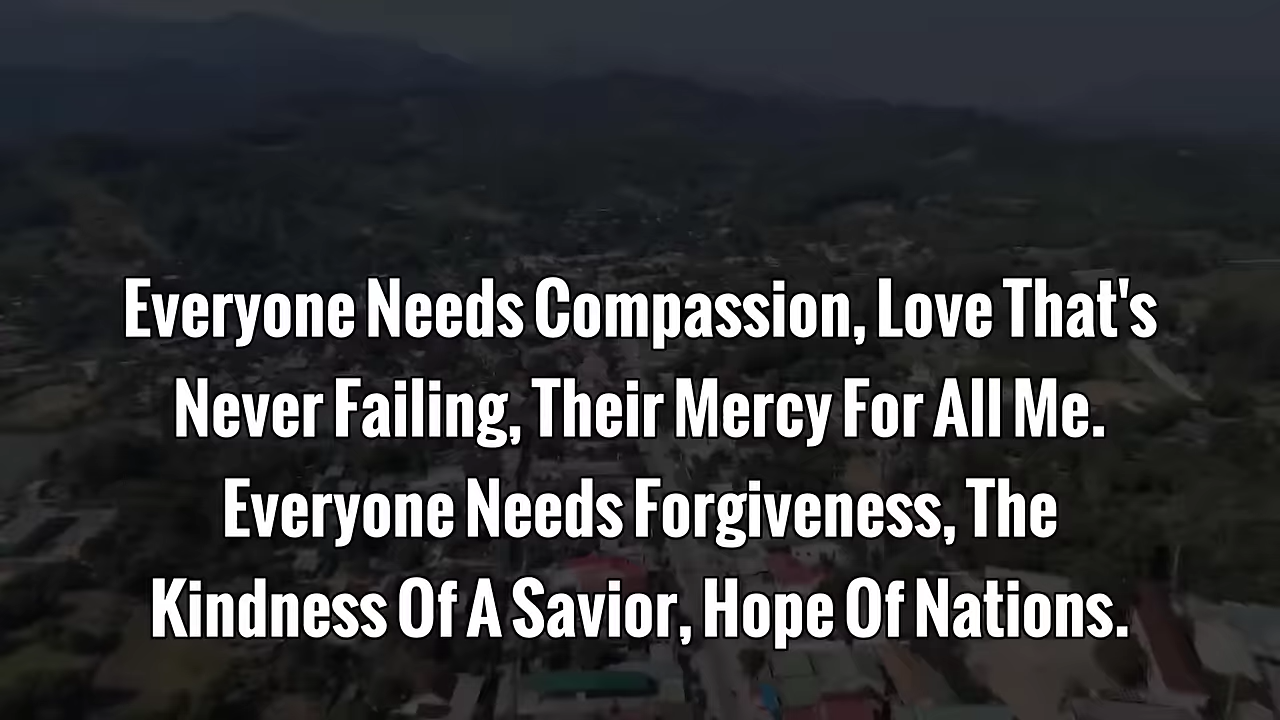 Everyone Needs Compassion, Love That's
Never Failing, Their Mercy For All Me.
Everyone Needs Forgiveness, The
Kindness Of A Savior, Hope Of Nations.